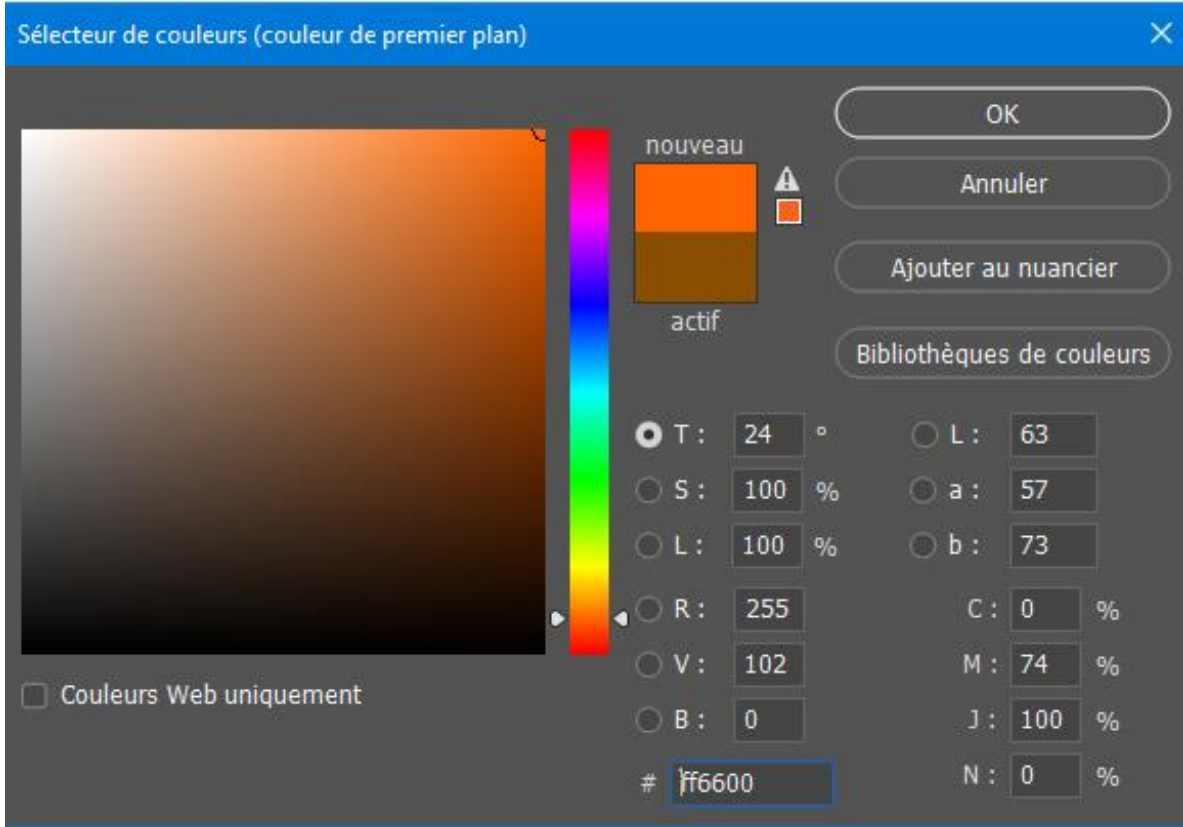 Sélecteur de couleurs (couleur de premier plan)
nouveau
actif
OK
Annuler
Ajouter au nuancier
Bibliothèques de couleurs
T : 24 °
S : 100 %
L : 100 %
R : 255
V : 102
B : 0
# ff6600
L : 63
a : 57
b : 73
C : 0 %
M : 74 %
J : 100 %
N : 0 %
Couleurs Web uniquement